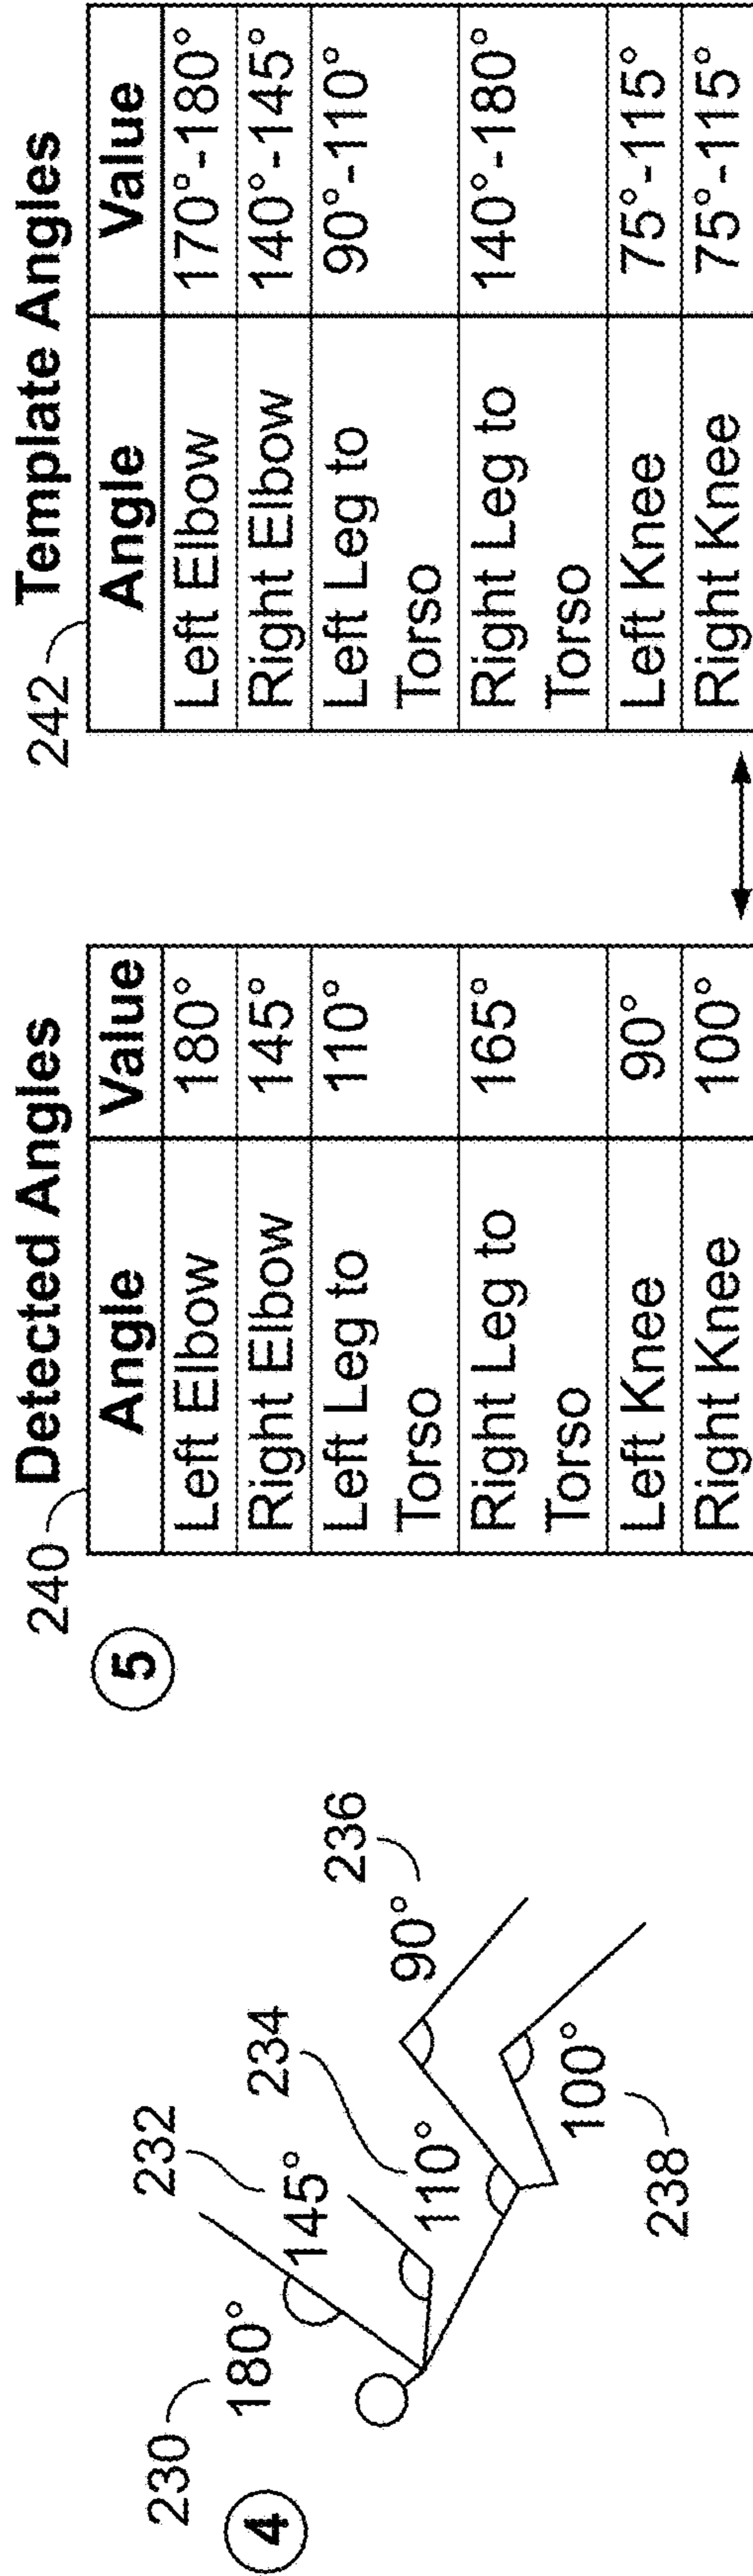 4
230
180°
232
145°
234
110°
236
90°
100°
238
5
240
Detected Angles
Angle Value
Left Elbow 180°
Right Elbow 145°
Left Leg to 110°
Torso
Right Leg to 165°
Torso
Left Knee 90°
Right Knee 100°
242
Template Angles
Angle Value
Left Elbow 170°-180°
Right Elbow 140°-145°
Left Leg to 90°-110°
Torso
Right Leg to 140°-180°
Torso
Left Knee 75°-115°
Right Knee 75°-115°